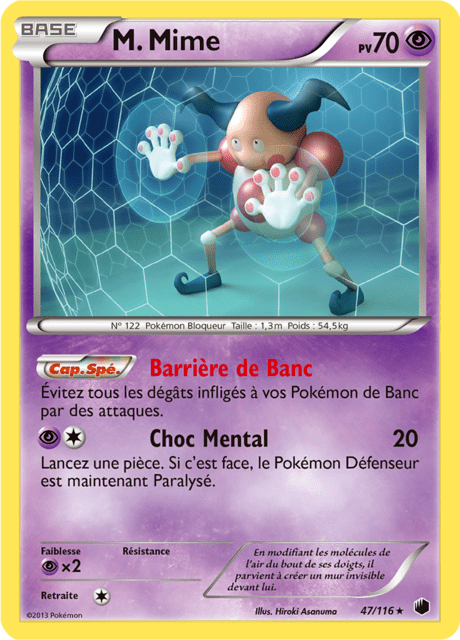 BASE
M. Mime
PV 70
N° 122 Pokémon Bloqueur Taille : 1,3m Poids : 54,5kg
Cap. Spé. Barrière de Banc
Évitez tous les dégâts infligés à vos Pokémon de Banc
par des attaques.
Choc Mental 20
Lancez une pièce. Si c'est face, le Pokémon Défenseur
est maintenant Paralysé.
Faiblesse Résistance
×2
Retraite
En modifiant les molécules de
l'air du bout de ses doigts, il
parvient à créer un mur invisible
devant lui.
Illus. Hiroki Asanuma 47/116 ★
©2013 Pokémon